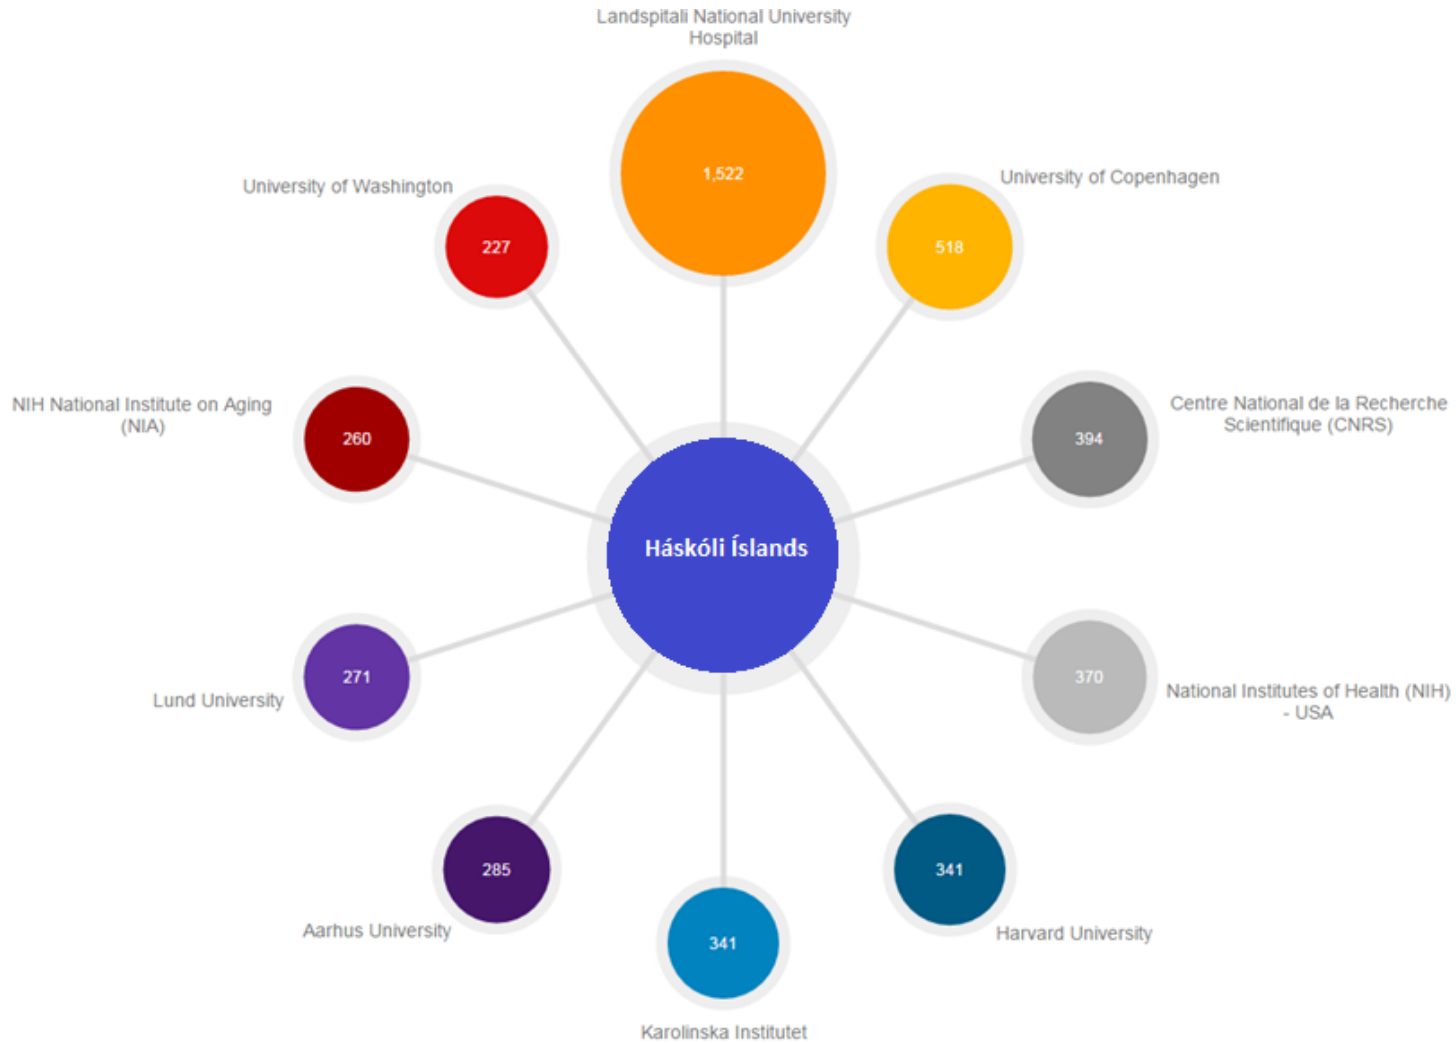 Landspitali National University
Hospital
1,522
University of Copenhagen
518
Centre National de la Recherche
Scientifique (CNRS)
394
National Institutes of Health (NIH)
- USA
370
Harvard University
341
Karolinska Institutet
341
Aarhus University
285
Lund University
271
NIH National Institute on Aging
(NIA)
260
University of Washington
227
Háskóli Íslands